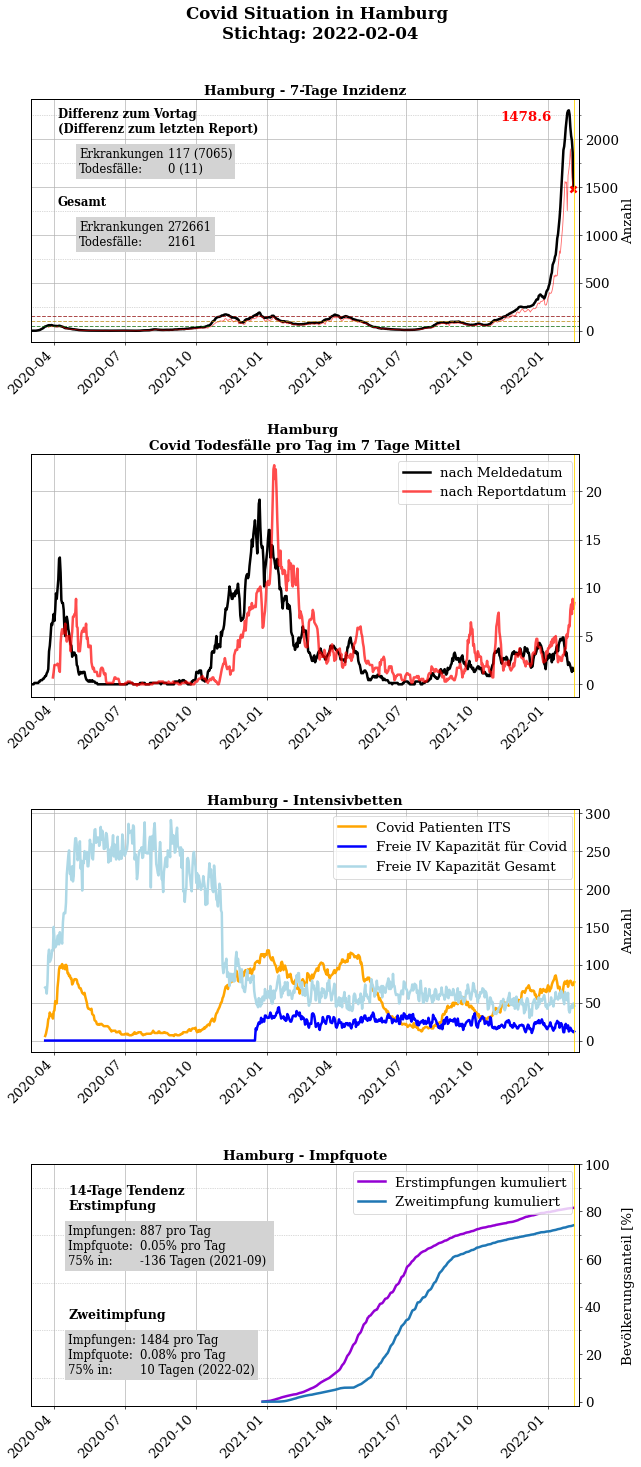 Covid Situation in Hamburg
Stichtag: 2022-02-04
Hamburg - 7-Tage Inzidenz
Differenz zum Vortag
(Differenz zum letzten Report)
Erkrankungen 117 (7065)
Todesfälle: 0 (11)
Gesamt
Erkrankungen 272661
Todesfälle: 2161
1478.6
2000
1500
1000
500
0
Anzahl
2020-04
2020-07
2020-10
2021-01
2021-04
2021-07
2021-10
2022-01
Hamburg
Covid Todesfälle pro Tag im 7 Tage Mittel
nach Meldedatum
nach Reportdatum
20
15
10
5
0
2020-04
2020-07
2020-10
2021-01
2021-04
2021-07
2021-10
2022-01
Hamburg - Intensivbetten
Covid Patienten ITS
Freie IV Kapazität für Covid
Freie IV Kapazität Gesamt
300
250
200
150
100
50
0
Anzahl
2020-04
2020-07
2020-10
2021-01
2021-04
2021-07
2021-10
2022-01
Hamburg - Impfquote
14-Tage Tendenz
Erstimpfung
Impfungen: 887 pro Tag
Impfquote: 0.05% pro Tag
75% in: -136 Tagen (2021-09)
Zweitimpfung
Impfungen: 1484 pro Tag
Impfquote: 0.08% pro Tag
75% in: 10 Tagen (2022-02)
Erstimpfungen kumuliert
Zweitimpfung kumuliert
100
80
60
40
20
0
Bevölkerungsanteil [%]
2020-04
2020-07
2020-10
2021-01
2021-04
2021-07
2021-10
2022-01